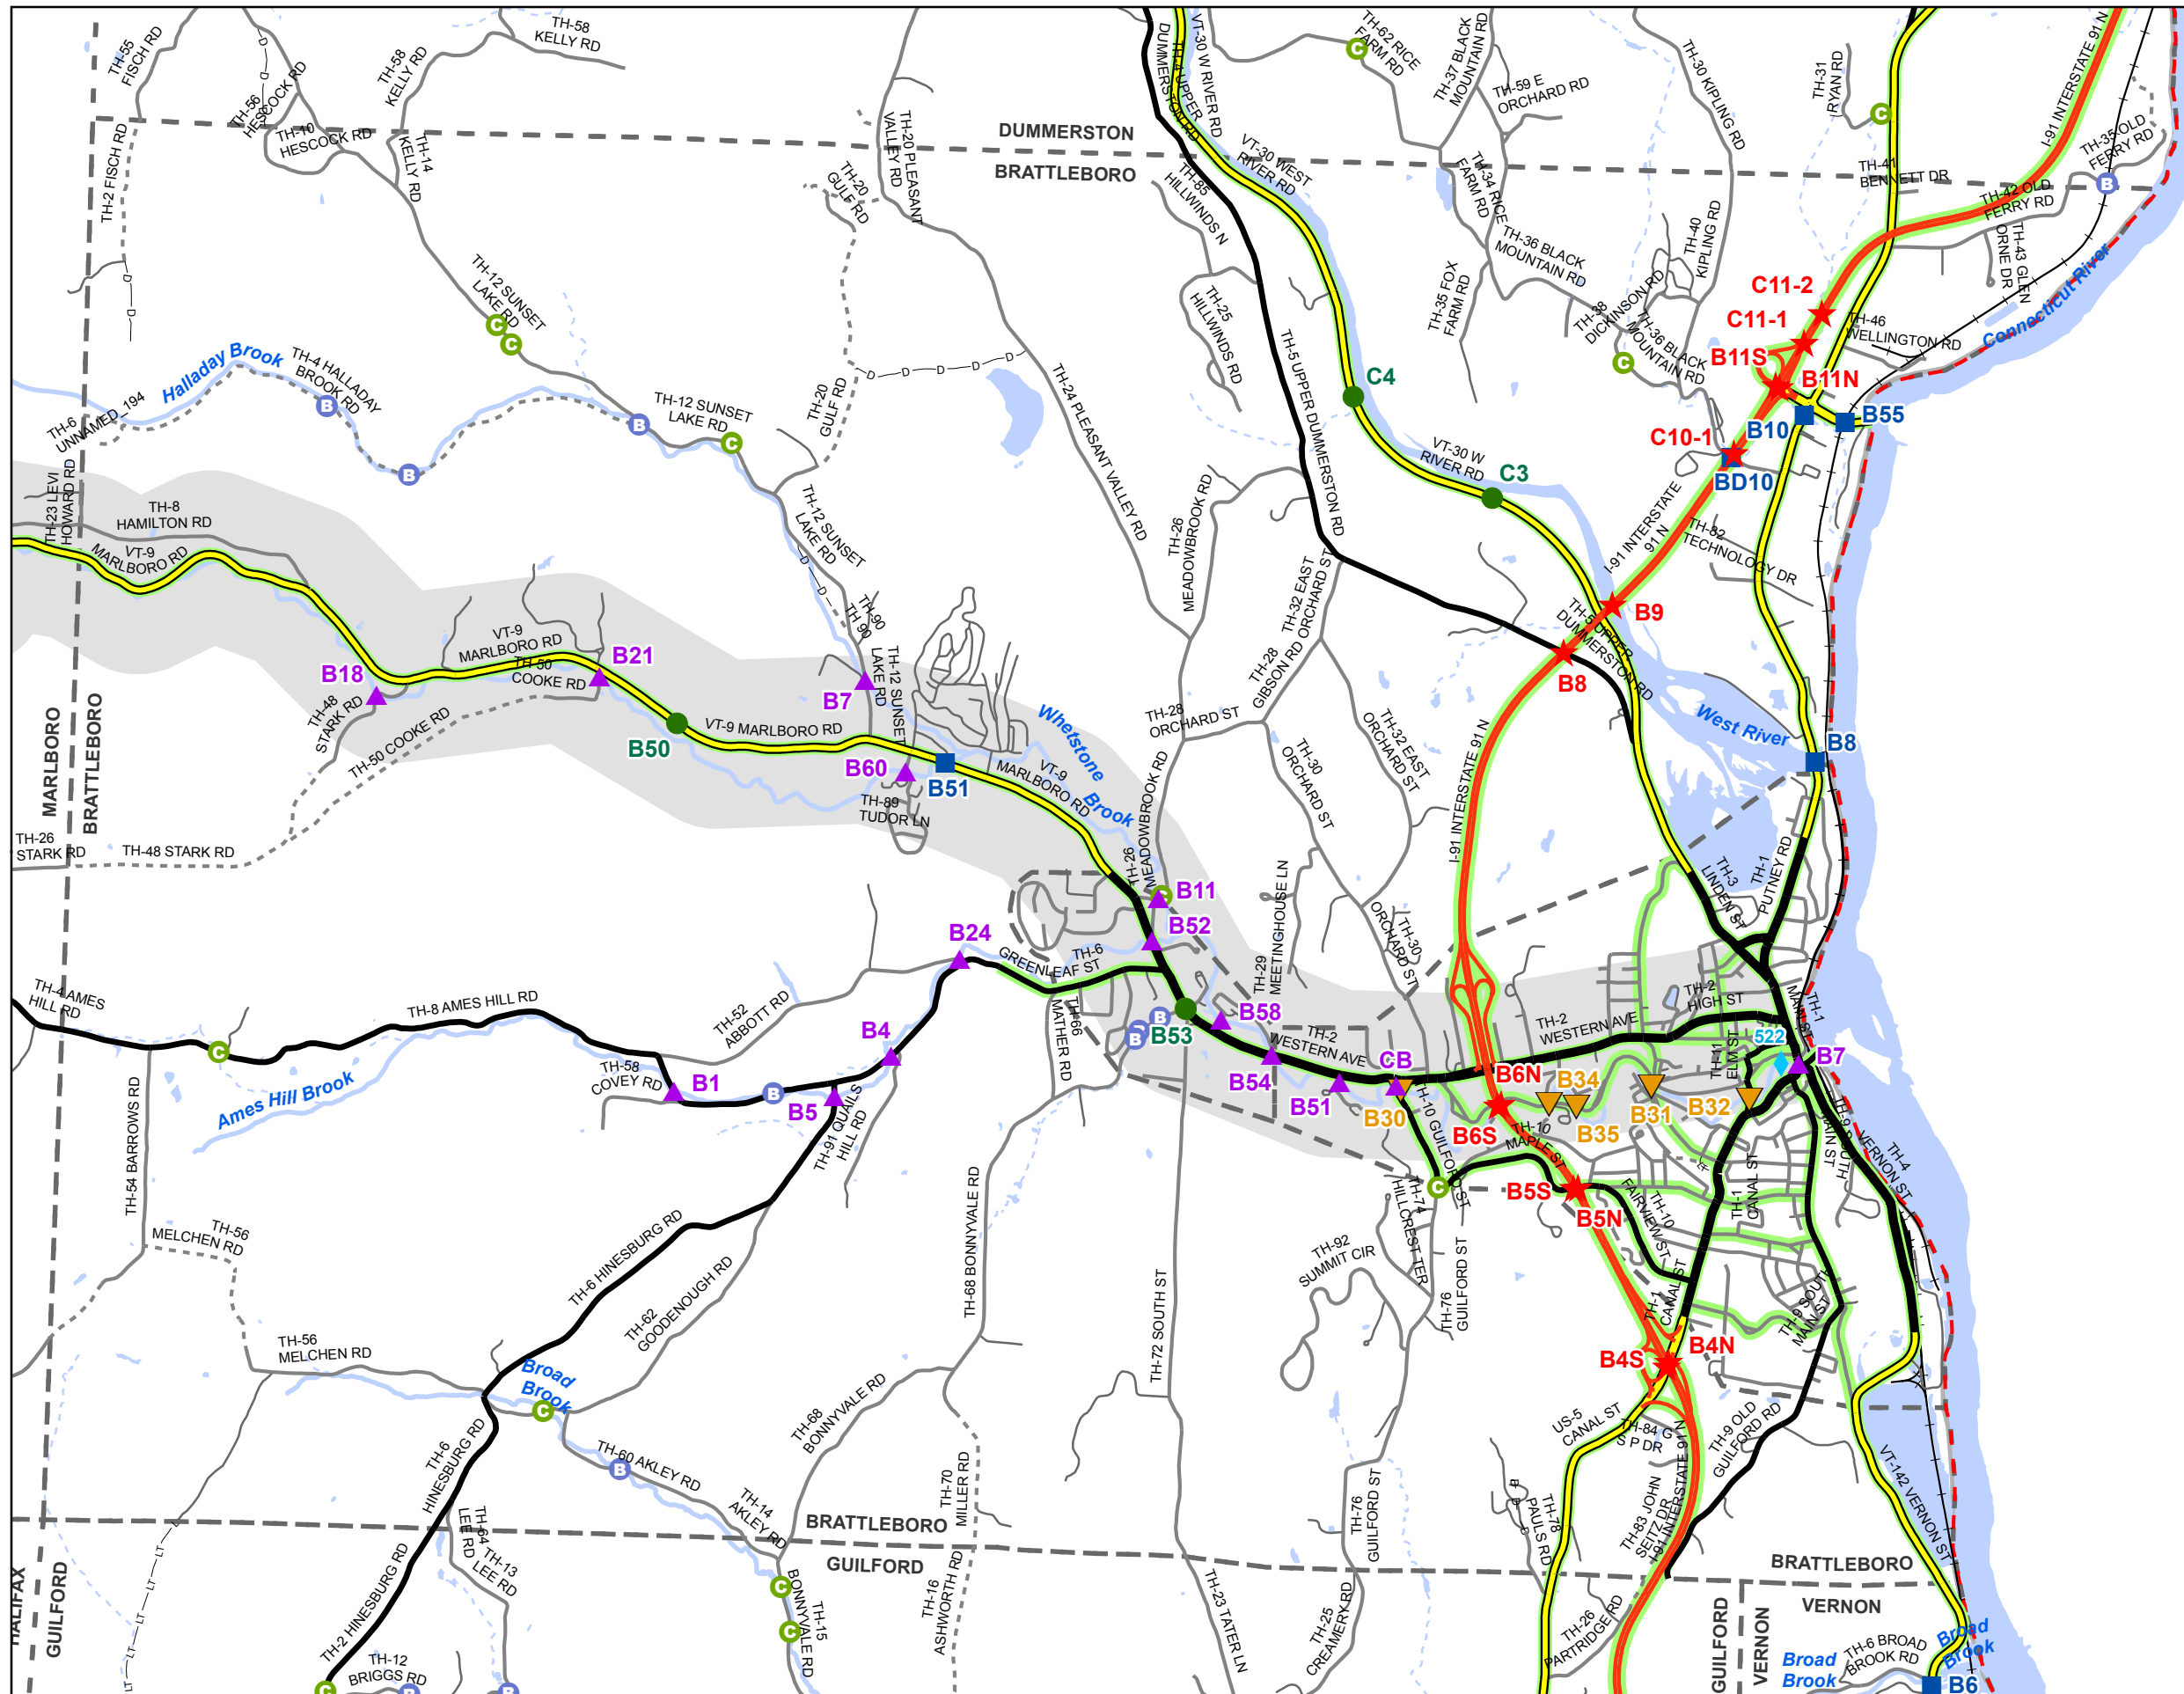 TH-55
FISCH RD
TH-56
HESCOCK RD
TH-10
HESCOCK RD
TH-58
KELLY RD
TH-58
KELLY RD
TH-14
KELLY RD
TH-2 FISCH RD
TH-20 PLEASANT
VALLEY RD
TH-20
GULF RD
DUMMERSTON
BRATTLEBORO
TH-4 UPPER
DUMMERSTON RD
VT-30 W RIVER RD
VT-30 WEST
RIVER RD
TH-85
HILLWINDS N
TH-62 RICE
FARM RD
TH-37 BLACK
MOUNTAIN RD
TH-59 E
ORCHARD RD
TH-30 KIPLING RD
TH-31
RYAN RD
I-91 INTERSTATE 91 N
TH-35 OLD
FERRY RD
TH-41
BENNETT DR
TH-42 OLD
FERRY RD
TH-43 GLEN
ORNE DR
Connecticut River
TH-34 RICE
FARM RD
TH-36 BLACK
MOUNTAIN RD
TH-40
KIPLING RD
TH-35 FOX
FARM RD
TH-38
DICKINSON RD
TH-36 BLACK
MOUNTAIN RD
C11-2
C11-1
B11S
B11N
TH-46
WELLINGTON RD
B10
B55
C10-1
BD10
TH-12 SUNSET
LAKE RD
Halladay Brook
TH-4 HALLADAY
BROOK RD
TH-6
UNNAMED_194
TH-12 SUNSET
LAKE RD
TH-20
GULF RD
TH-24 PLEASANT VALLEY RD
TH-25
HILLWINDS RD
TH-5 UPPER DUMMERSTON RD
C4
VT-30 W
RIVER RD
C3
I-91 INTERSTATE
91 N
TH-82
TECHNOLOGY DR
TH-23 LEVI
HOWARD RD
TH-8
HAMILTON RD
VT-9
MARLBORO RD
TH-12 SUNSET
LAKE RD
TH-90
TH 90
TH-26
MEADOWBROOK RD
TH-32 EAST
ORCHARD ST
TH-28
GIBSON RD
B9
TH-5 UPPER
DUMMERSTON RD
B8
VT-9
MARLBORO RD
TH-50
COOKE RD
B21
B18
TH-48
STARK RD
TH-50 COOKE RD
B50
VT-9 MARLBORO RD
B7
TH-12 SUNSET
LAKE RD
B60
B51
TH-89
TUDOR LN
VT-9
MARLBORO RD
Whetstone
Brook
TH-28
ORCHARD ST
TH-30
ORCHARD ST
TH-32 EAST
ORCHARD ST
I-91 INTERSTATE 91 N
West River
B8
MARLBORO
BRATTLEBORO
TH-26
STARK RD
TH-48 STARK RD
TH-26
MEADOWBROOK RD
B11
B52
TH-29
MEETINGHOUSE LN
TH-30
ORCHARD ST
TH-3
LINDEN ST
TH-1
PUTNEY RD
B24
TH-6
GREENLEAF ST
TH-4 AMES
HILL RD
TH-8 AMES HILL RD
TH-52
ABBOTT RD
B4
TH-66
MATHER RD
B53
B58
TH-2
WESTERN AVE
B54
B51
CB
B30
TH-2
WESTERN AVE
TH-2
HIGH ST
TH-1
MAIN ST
522
B7
TH-11
ELM ST
B6N
B34
B35
B31
B32
B6S
TH-10
MAPLE ST
TH-10 GUILFORD ST
Ames Hill Brook
TH-58
COVEY RD
B1
B5
TH-91 QUAILS
HILL RD
TH-54 BARROWS RD
TH-56
MELCHEN RD
TH-6 HINESBURG RD
TH-62
GOODENOUGH RD
TH-68 BONNYVALE RD
TH-72 SOUTH ST
TH-92
SUMMIT CIR
TH-74
HILLCREST TER
TH-76
GUILFORD ST
B5S
B5N
TH-10
FAIRVIEW ST
TH-1
CANAL ST
TH-1
CANAL ST
TH-9 SOUTH
MAIN ST
TH-4
VERNON ST
TH-9 SOUTH
MAIN ST
B4S
B4N
TH-56
MELCHEN RD
Broad
Brook
TH-6
HINESBURG RD
TH-60 AKLEY RD
TH-68
BONNYVALE RD
TH-70
MILLER RD
US-5
CANAL ST
TH-84 G
S P DR
TH-9 OLD
GUILFORD RD
VT-142 VERNON ST
TH-14
AKLEY RD
TH-64
LEE RD
TH-13
LEE RD
BRATTLEBORO
GUILFORD
TH-76
GUILFORD ST
TH-78
PAULS RD
TH-83 JOHN
SEITZ DR
I-91 INTERSTATE 91 N
BRATTLEBORO
VERNON
HALIFAX
GUILFORD
TH-2 HINESBURG RD
TH-12
BRIGGS RD
TH-15
BONNYVALE RD
TH-16
ASHWORTH RD
TH-23 TATER LN
TH-25
CREAMERY RD
TH-26
PARTRIDGE RD
GUILFORD
VERNON
Broad
Brook
TH-6 BROAD
BROOK RD
Broad
Brook
B6